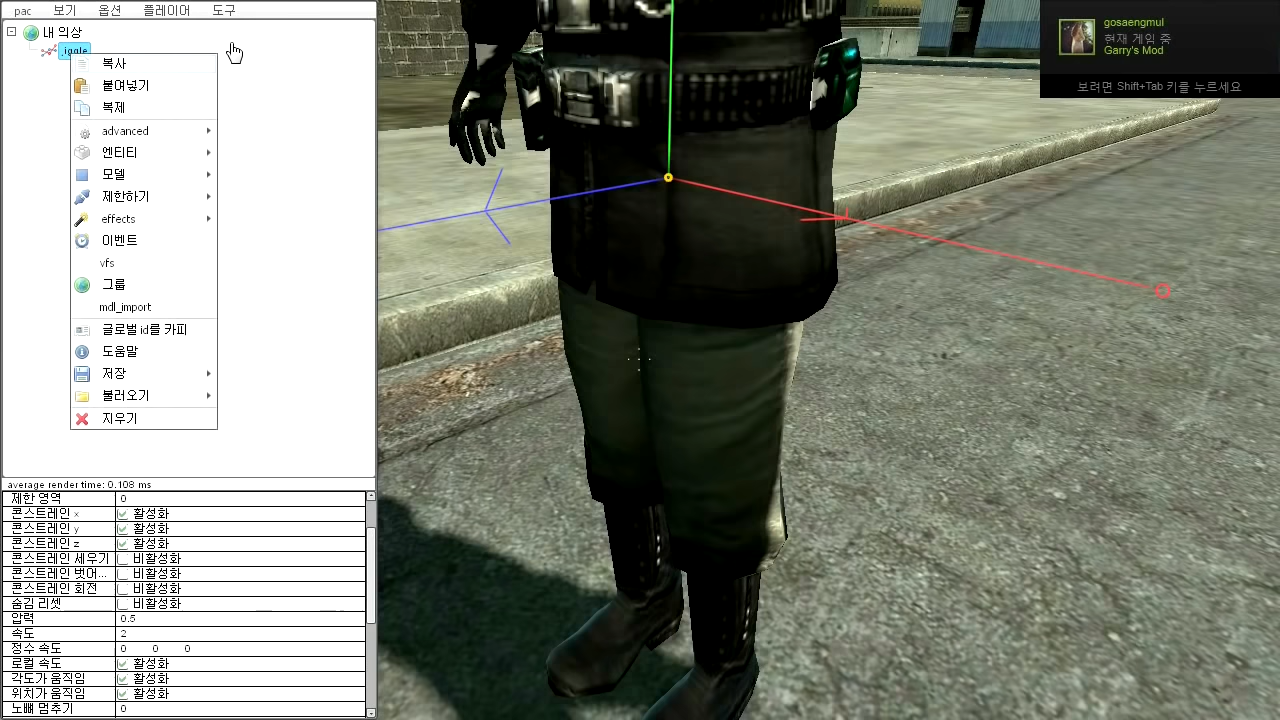 pac 보기 옵션 플레이어 도구
내 의상
jiggle
복사
붙여넣기
복제
advanced
엔티티
모델
제한하기
effects
이벤트
vfs
그룹
mdl_import
글로벌 id를 카피
도움말
저장
불러오기
지우기
average render time: 0.108 ms
제한 영역 0
콘스트레인 x 활성화
콘스트레인 y 활성화
콘스트레인 z 활성화
콘스트레인 세우기 비활성화
콘스트레인 벗어... 비활성화
콘스트레인 회전 비활성화
숨김 리셋 비활성화
압력 0.5
속도 2
정수 속도 0 0 0
로컬 속도 활성화
각도가 움직임 활성화
위치가 움직임 활성화
노뼈 멈추기 0
gosaengmul
현재 게임 중
Garry's Mod
보려면 Shift+Tab 키를 누르세요